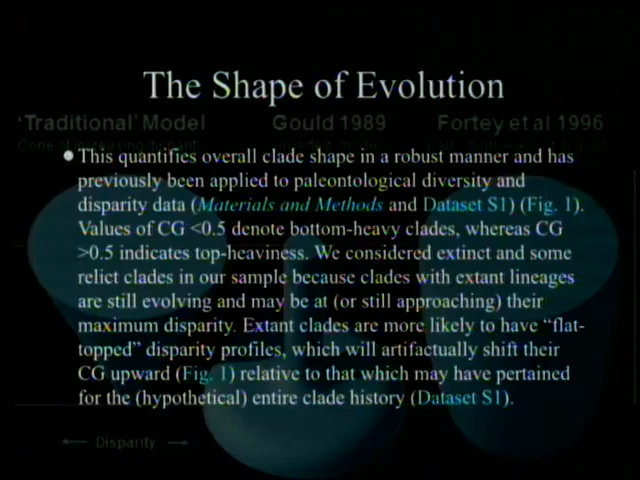 The Shape of Evolution
'Traditional' Model Gould 1989 Fortey et al 1996
• This quantifies overall clade shape in a robust manner and has
previously been applied to paleontological diversity and
disparity data (Materials and Methods and Dataset S1) (Fig. 1).
Values of CG <0.5 denote bottom-heavy clades, whereas CG
>0.5 indicates top-heaviness. We considered extinct and some
relict clades in our sample because clades with extant lineages
are still evolving and may be at (or still approaching) their
maximum disparity. Extant clades are more likely to have “flat-
topped” disparity profiles, which will artifactually shift their
CG upward (Fig. 1) relative to that which may have pertained
for the (hypothetical) entire clade history (Dataset S1).
Disparity